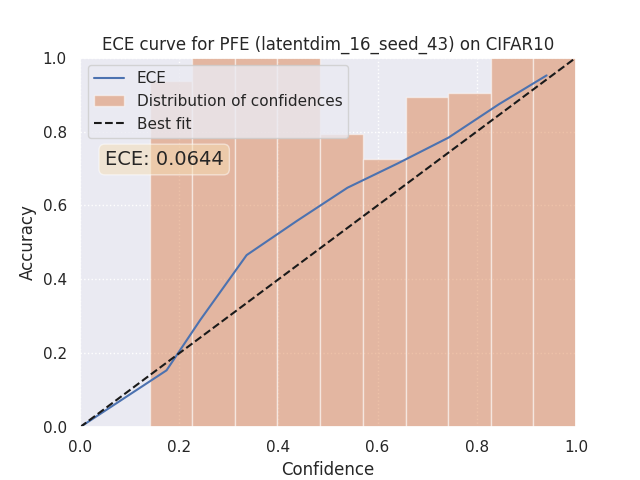 ECE curve for PFE (latentdim_16_seed_43) on CIFAR10
1.0
0.8
0.6
0.4
0.2
0.0
Accuracy
ECE
Distribution of confidences
Best fit
ECE: 0.0644
0.0 0.2 0.4 0.6 0.8 1.0
Confidence